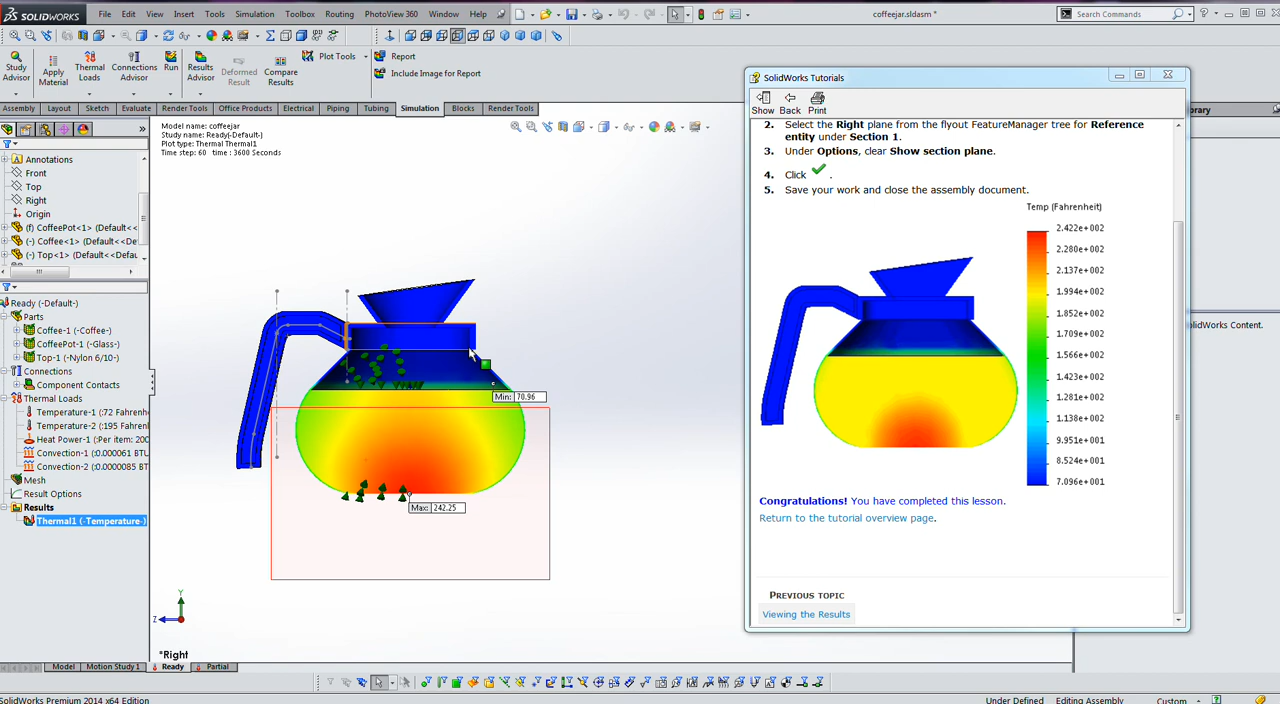 SOLIDWORKS File Edit View Insert Tools Simulation Toolbox Routing PhotoView 360 Window Help coffeejar.sldasm * Search Commands
Study Advisor
Apply Material
Thermal Loads
Connections Advisor
Run
Results Advisor
Deformed Result
Compare Results
Plot Tools
Report
Include Image for Report
Assembly Layout Sketch Evaluate Render Tools Office Products Electrical Piping Tubing Simulation Blocks Render Tools
Model name: coffeejar
Study name: Ready(-Default-)
Plot type: Thermal Thermal1
Time step: 60 time : 3600 Seconds
Annotations
Front
Top
Right
Origin
(f) CoffeePot<1> (Default<<D
(-) Coffee<1> (Default<<De
(-) Top<1> (Default<<Defau
Ready (-Default-)
Parts
Coffee-1 (-Coffee-)
CoffeePot-1 (-Glass-)
Top-1 (-Nylon 6/10-)
Connections
Component Contacts
Thermal Loads
Temperature-1 (:72 Fahrenh
Temperature-2 (:195 Fahren
Heat Power-1 (:Per item: 200
Convection-1 (:0.000061 BTU
Convection-2 (:0.0000085 BT
Mesh
Result Options
Results
Thermal1 (-Temperature-)
Min: 70.96
Max: 242.25
Y
Z
*Right
SolidWorks Tutorials
Show Back Print
2. Select the Right plane from the flyout FeatureManager tree for Reference
entity under Section 1.
3. Under Options, clear Show section plane.
4. Click .
5. Save your work and close the assembly document.
Temp (Fahrenheit)
2.422e+002
2.280e+002
2.137e+002
1.994e+002
1.852e+002
1.709e+002
1.566e+002
1.423e+002
1.281e+002
1.138e+002
9.951e+001
8.524e+001
7.096e+001
Congratulations! You have completed this lesson.
Return to the tutorial overview page.
PREVIOUS TOPIC
Viewing the Results
library
SolidWorks Content.
Model Motion Study 1 Ready Partial
SolidWorks Premium 2014 x64 Edition Under Defined Editing Assembly Custom